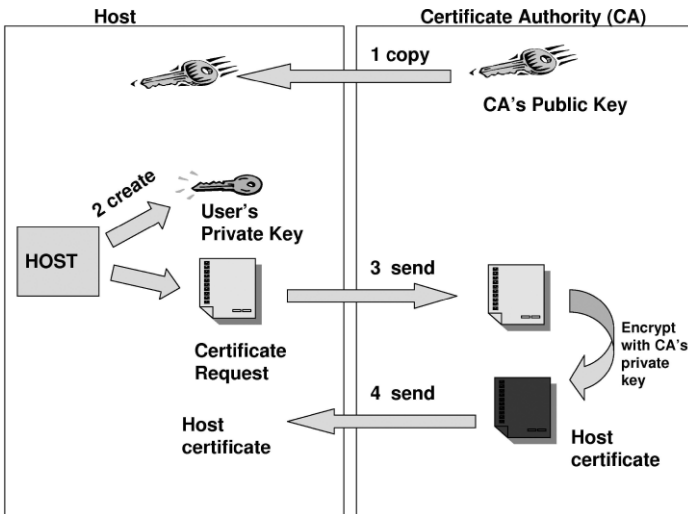 Host
Certificate Authority (CA)
1 copy
CA's Public Key
2 create
User's
Private Key
HOST
3 send
Certificate
Request
Encrypt
with CA's
private
key
4 send
Host
certificate
Host
certificate